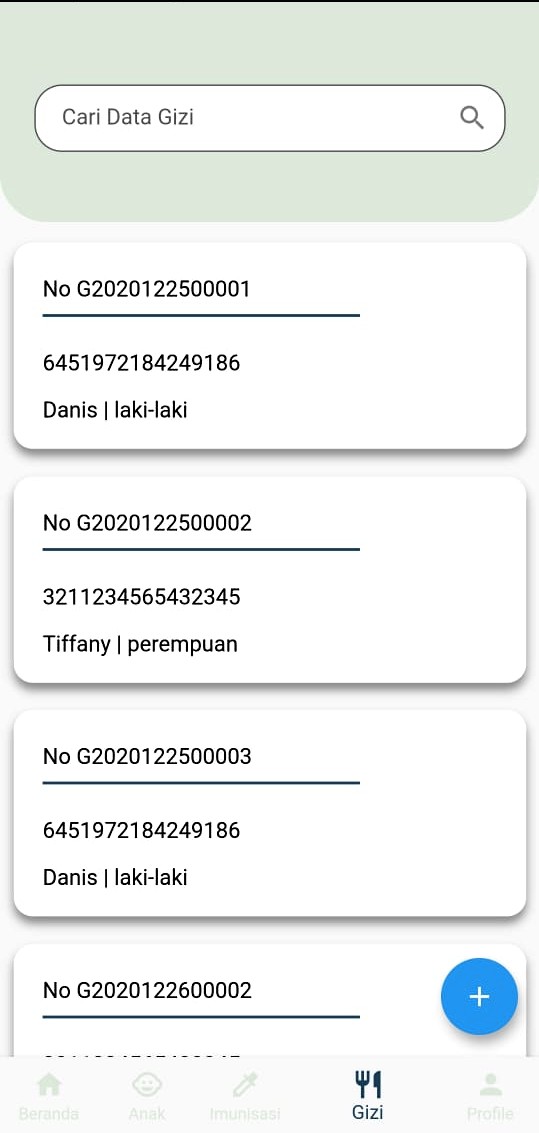 Cari Data Gizi
No G2020122500001
6451972184249186
Danis | laki-laki
No G2020122500002
3211234565432345
Tiffany | perempuan
No G2020122500003
6451972184249186
Danis | laki-laki
No G2020122600002
Beranda Anak Imunisasi Gizi Profile